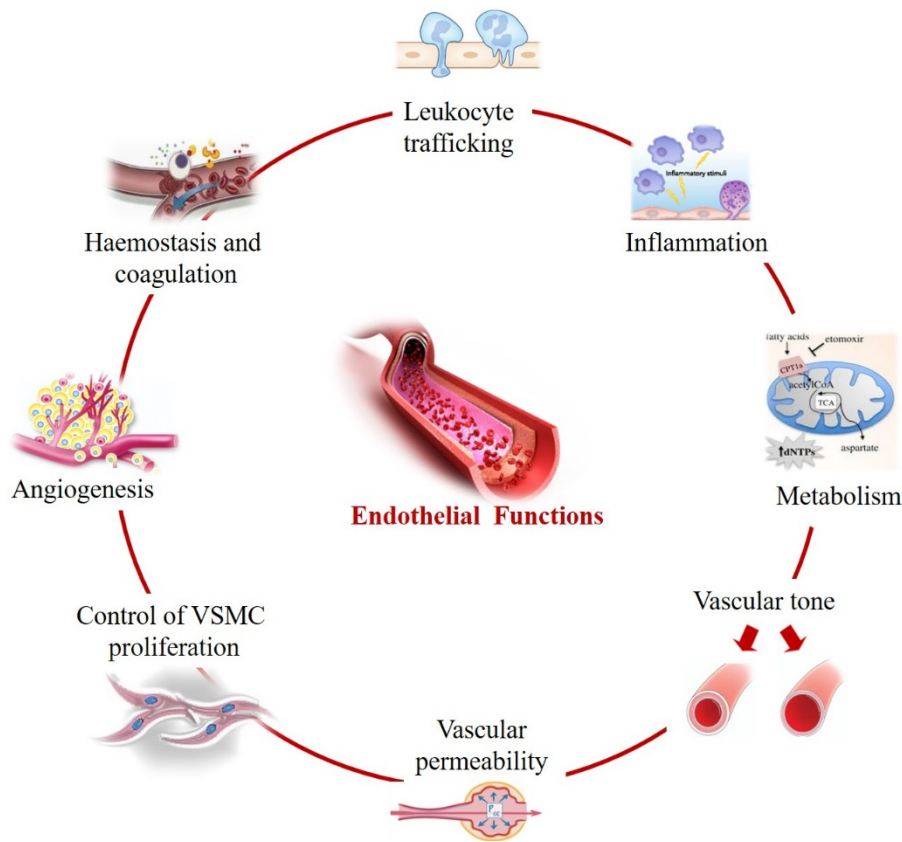 Leukocyte
trafficking
Inflammatory stimuli
Inflammation
fatty acids
etomoxir
CPT1a
acetylCoA
TCA
aspartate
↑dNTPs
Metabolism
Vascular tone
Vascular
permeability
Control of VSMC
proliferation
Angiogenesis
Haemostasis and
coagulation
Endothelial Functions